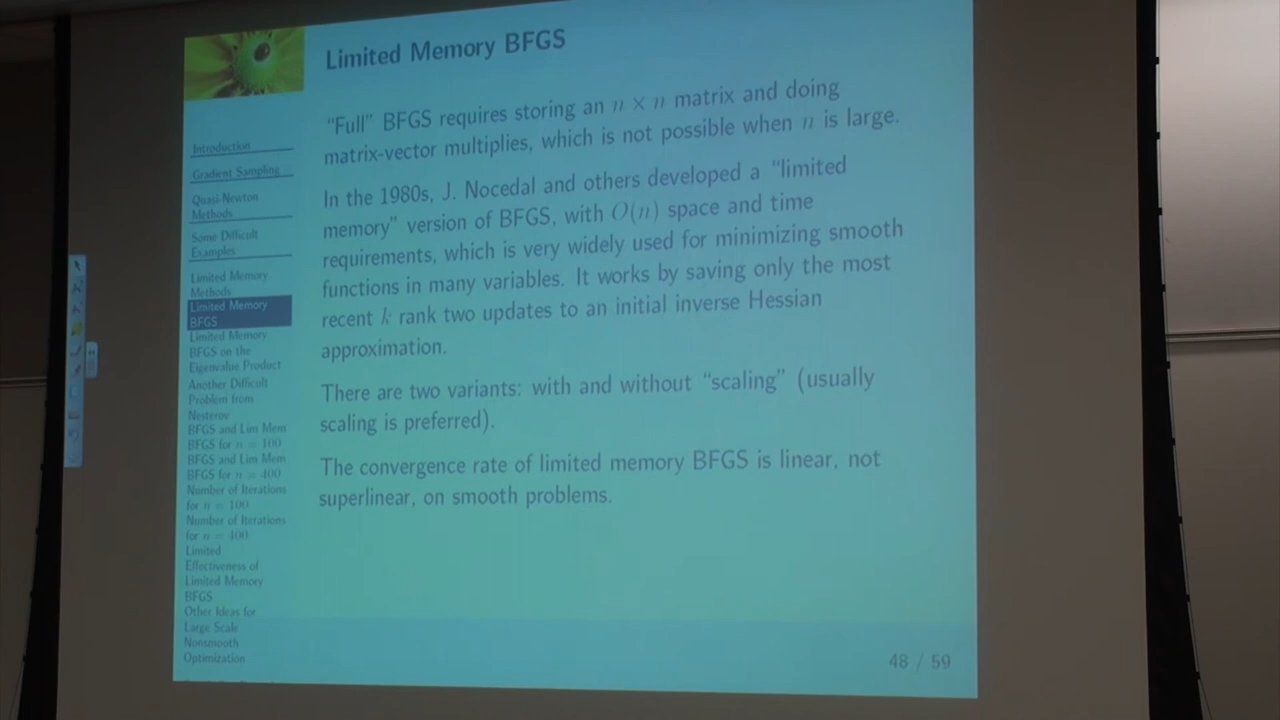 Limited Memory BFGS
"Full" BFGS requires storing an n × n matrix and doing
matrix-vector multiplies, which is not possible when n is large.
In the 1980s, J. Nocedal and others developed a "limited
memory" version of BFGS, with O(n) space and time
requirements, which is very widely used for minimizing smooth
functions in many variables. It works by saving only the most
recent k rank two updates to an initial inverse Hessian
approximation.
There are two variants: with and without "scaling" (usually
scaling is preferred).
The convergence rate of limited memory BFGS is linear, not
superlinear, on smooth problems.
Introduction
Gradient Sampling
Quasi-Newton
Methods
Some Difficult
Examples
Limited Memory
Methods
Limited Memory
BFGS
Limited Memory
BFGS on the
Eigenvalue Product
Another Difficult
Problem from
Nesterov
BFGS and Lim Mem
BFGS for n = 100
BFGS and Lim Mem
BFGS for n = 400
Number of Iterations
for n = 100
Number of Iterations
for n = 400
Limited
Effectiveness of
Limited Memory
BFGS
Other Ideas for
Large Scale
Nonsmooth
Optimization
48 / 59